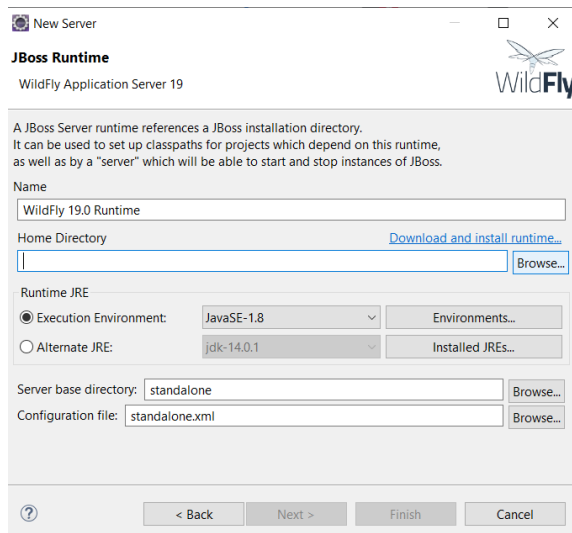 New Server
JBoss Runtime
WildFly Application Server 19
WildFly
A JBoss Server runtime references a JBoss installation directory.
It can be used to set up classpaths for projects which depend on this runtime,
as well as by a "server" which will be able to start and stop instances of JBoss.
Name
WildFly 19.0 Runtime
Home Directory Download and install runtime...
Browse...
Runtime JRE
Execution Environment: JavaSE-1.8 Environments...
Alternate JRE: jdk-14.0.1 Installed JREs...
Server base directory: standalone Browse...
Configuration file: standalone.xml Browse...
? < Back Next > Finish Cancel